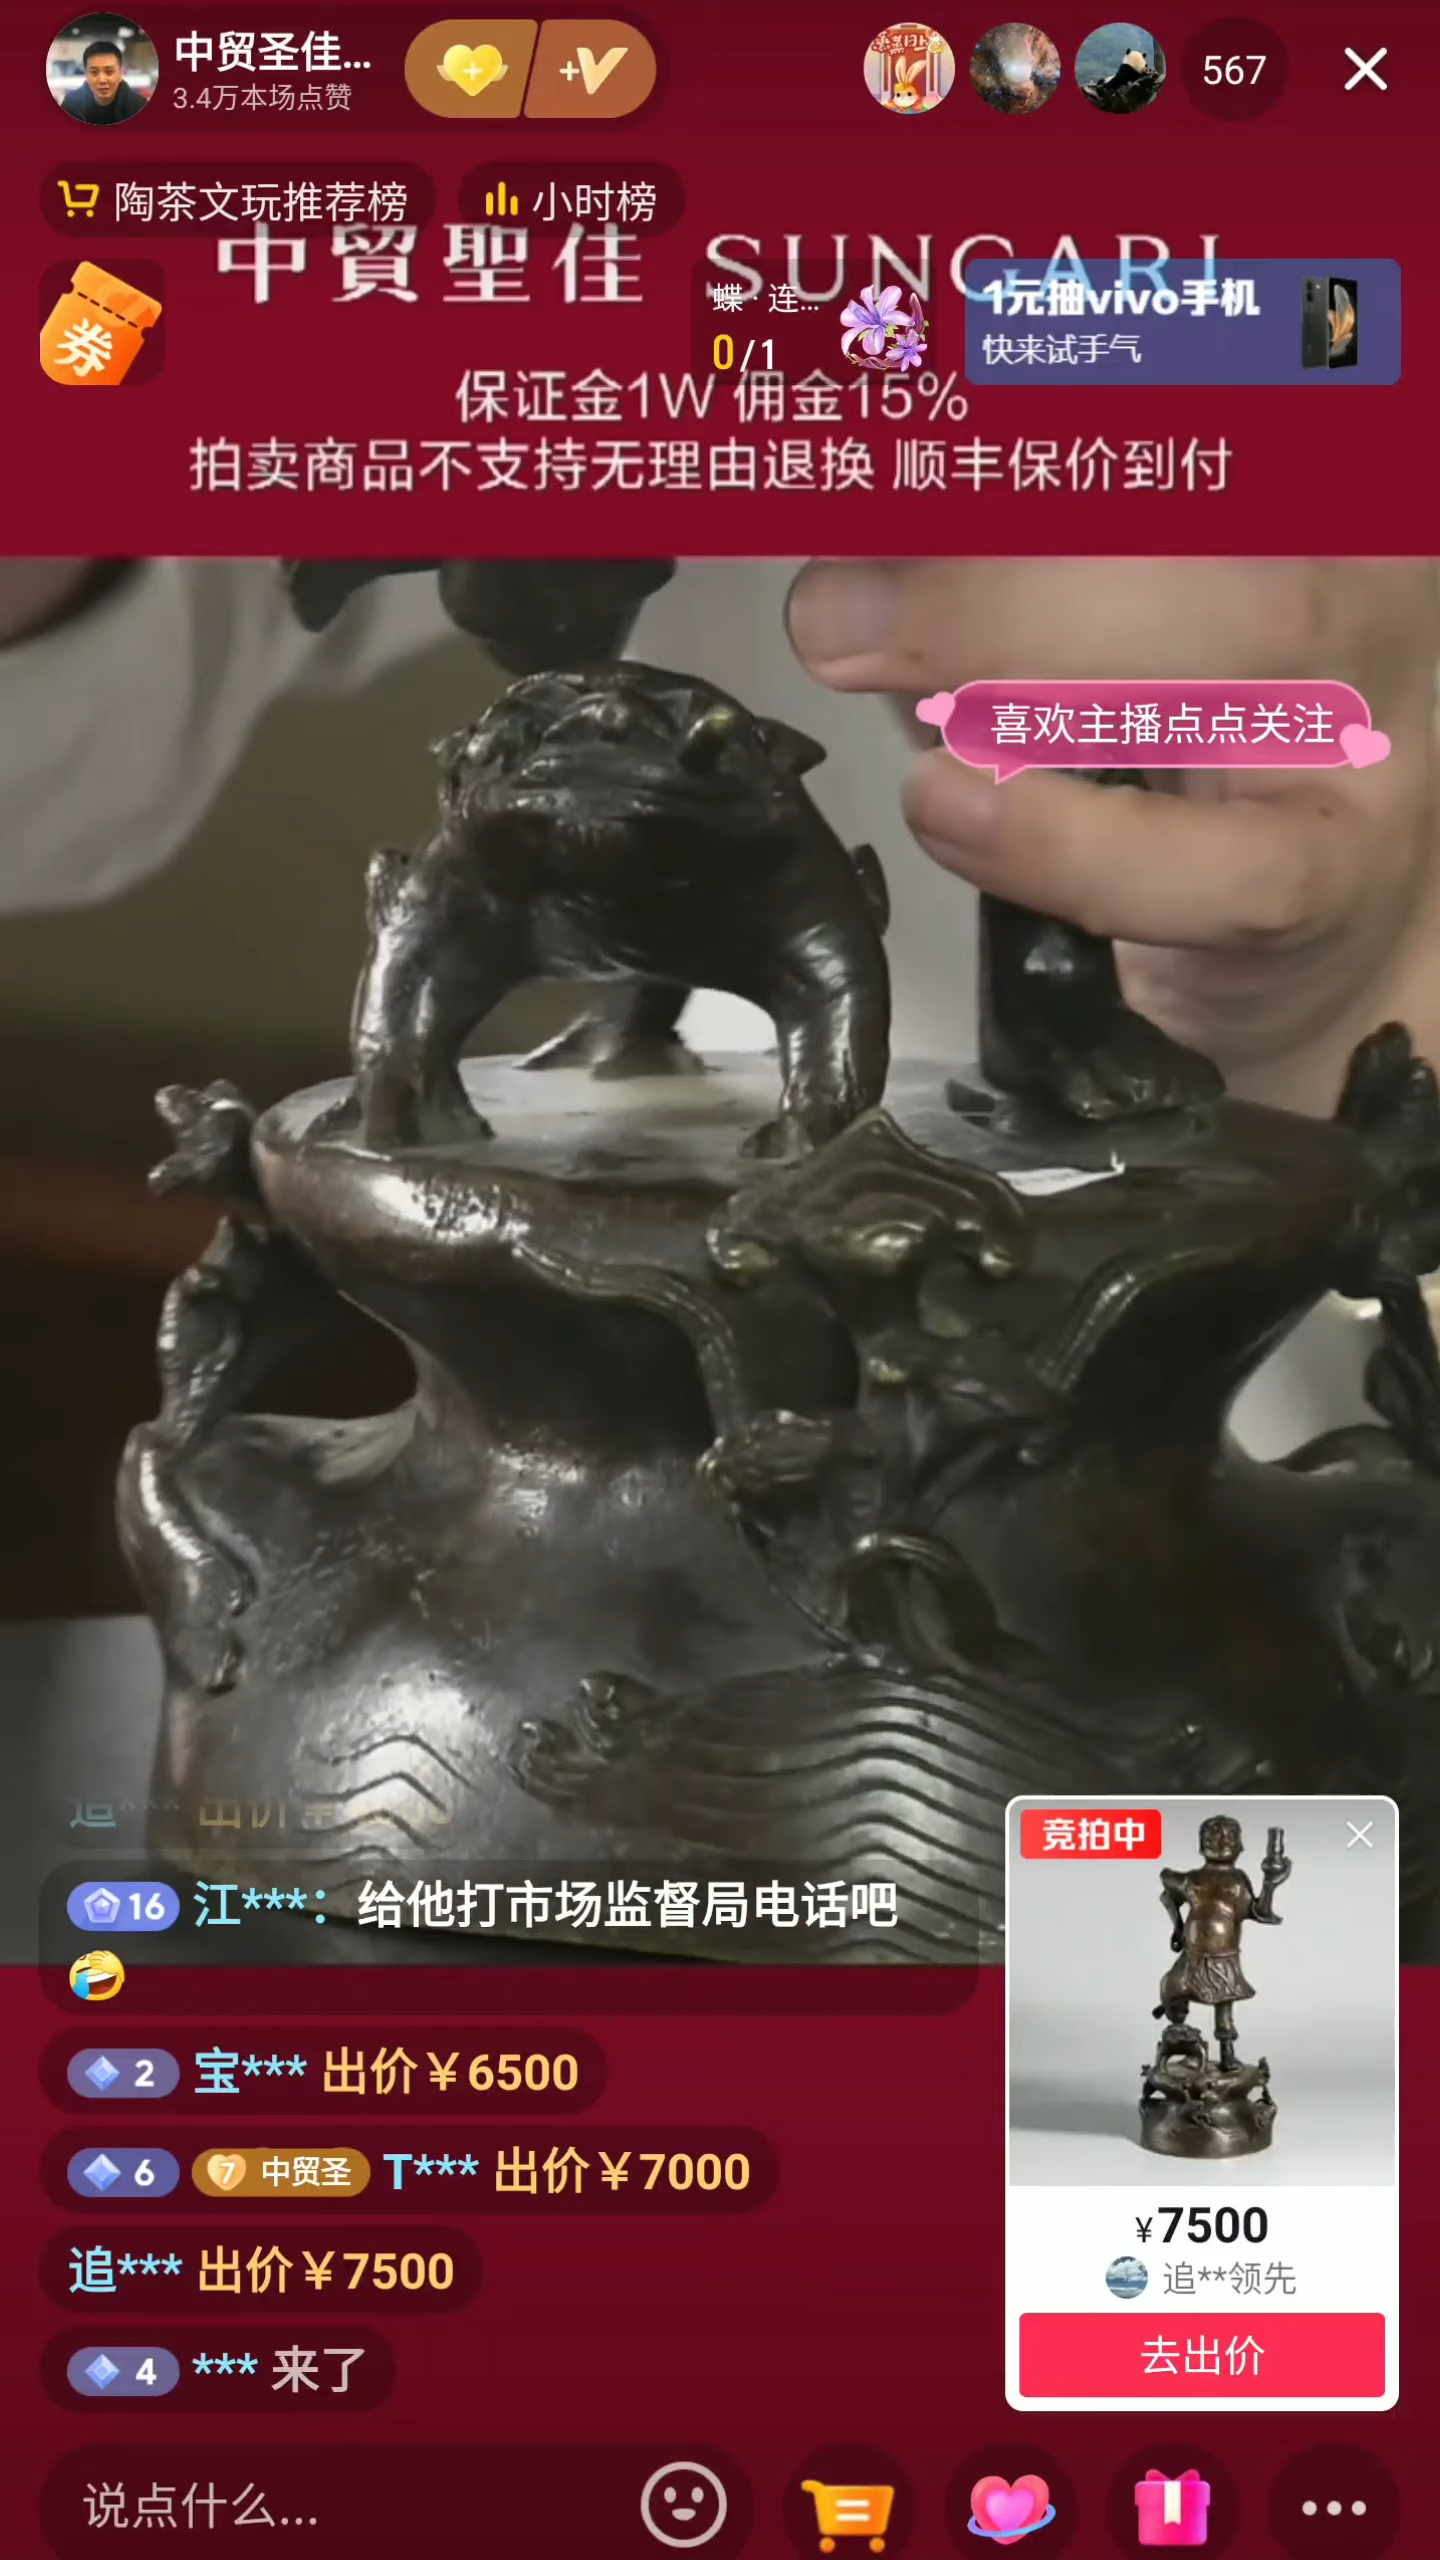 中贸圣佳...
3.4万本场点赞
567
陶茶文玩推荐榜
小时榜
中貿聖佳 SUNGARI
券
蝶·连...
0/1
1元抽vivo手机
快来试手气
保证金1W 佣金15%
拍卖商品不支持无理由退换 顺丰保价到付
喜欢主播点点关注
16 江***：给他打市场监督局电话吧
2 宝*** 出价￥6500
6 7 中贸圣 T*** 出价￥7000
追*** 出价￥7500
4 *** 来了
竞拍中
¥7500
追**领先
去出价
说点什么...